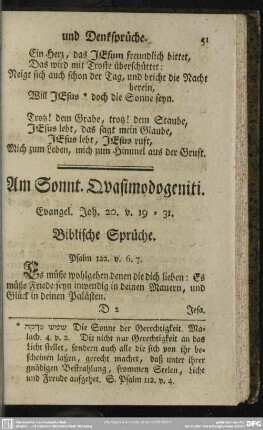 und Denksprüche. 51
Ein Herz, das JEsum freundlich bittet,
Das wird mit Troste überschüttet:
Neigt sich auch schon der Tag, und bricht die Nacht
herein,
Will JEsus * doch die Sonne seyn.
Trotz! dem Grabe, trotz! dem Staube,
JEsus lebt, das sagt mein Glaube,
JEsus lebt, JEsus ruft,
Mich zum Leben, mich zum Himmel aus der Gruft.
Am Sonnt. Qvasimodogeniti.
Evangel. Joh. 20. v. 19 - 31.
Biblische Sprüche.
Psalm 122. v. 6. 7.
Es müsse wohlgehen denen die dich lieben: Es
müsse Friede seyn inwendig in deinen Mauern, und
Glück in deinen Palästen.
D 2 Jesa.
* שמש צדקה Die Sonne der Gerechtigkeit. Ma-
leach. 4. v. 2. Die nicht nur Gerechtigkeit an das
Licht stellet, sondern auch alle die sich von ihr be-
scheinen laßen, gerecht machet, daß unter ihrer
gnädigen Bestrahlung, frommen Seelen, Licht
und Freude aufgehet. S. Psalm 112. v. 4.